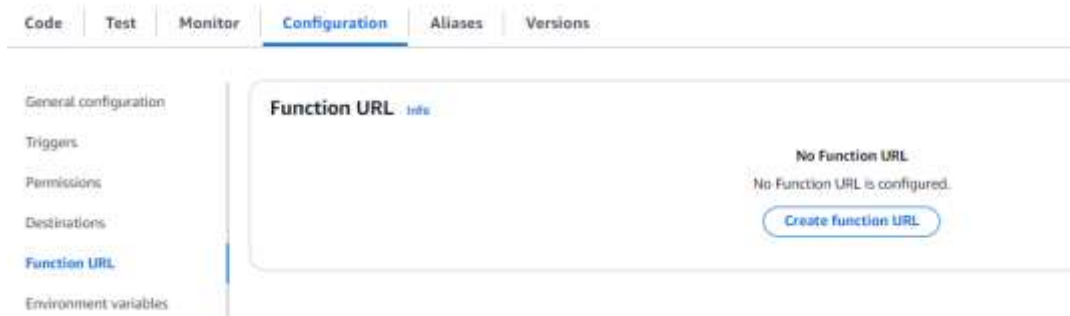 Code Test Monitor Configuration Aliases Versions
General configuration
Triggers
Permissions
Destinations
Function URL
Environment variables
Function URL Info
No Function URL
No Function URL is configured.
Create function URL